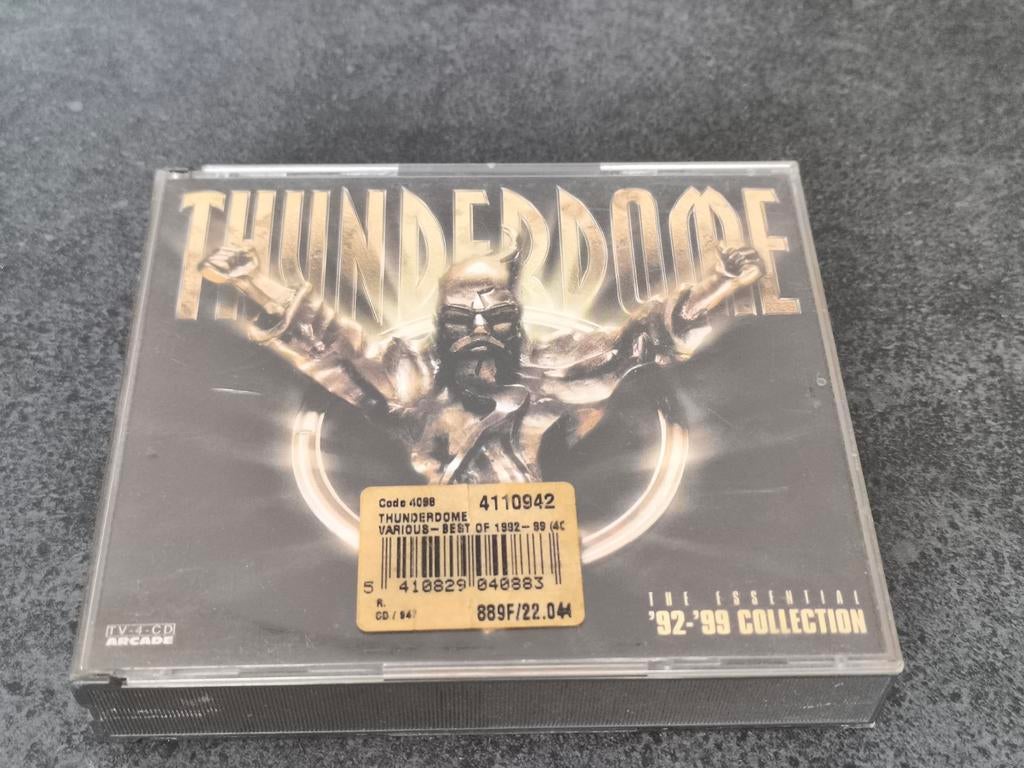 THUNDERDOME
Code 4098 4110942
THUNDERDOME
VARIOUS-BEST OF 1992-99 (4C
5 410829 040883
R.
CD / 947
889F/22.04
THE ESSENTIAL
'92-'99 COLLECTION
TV-4-CD
ARCADE